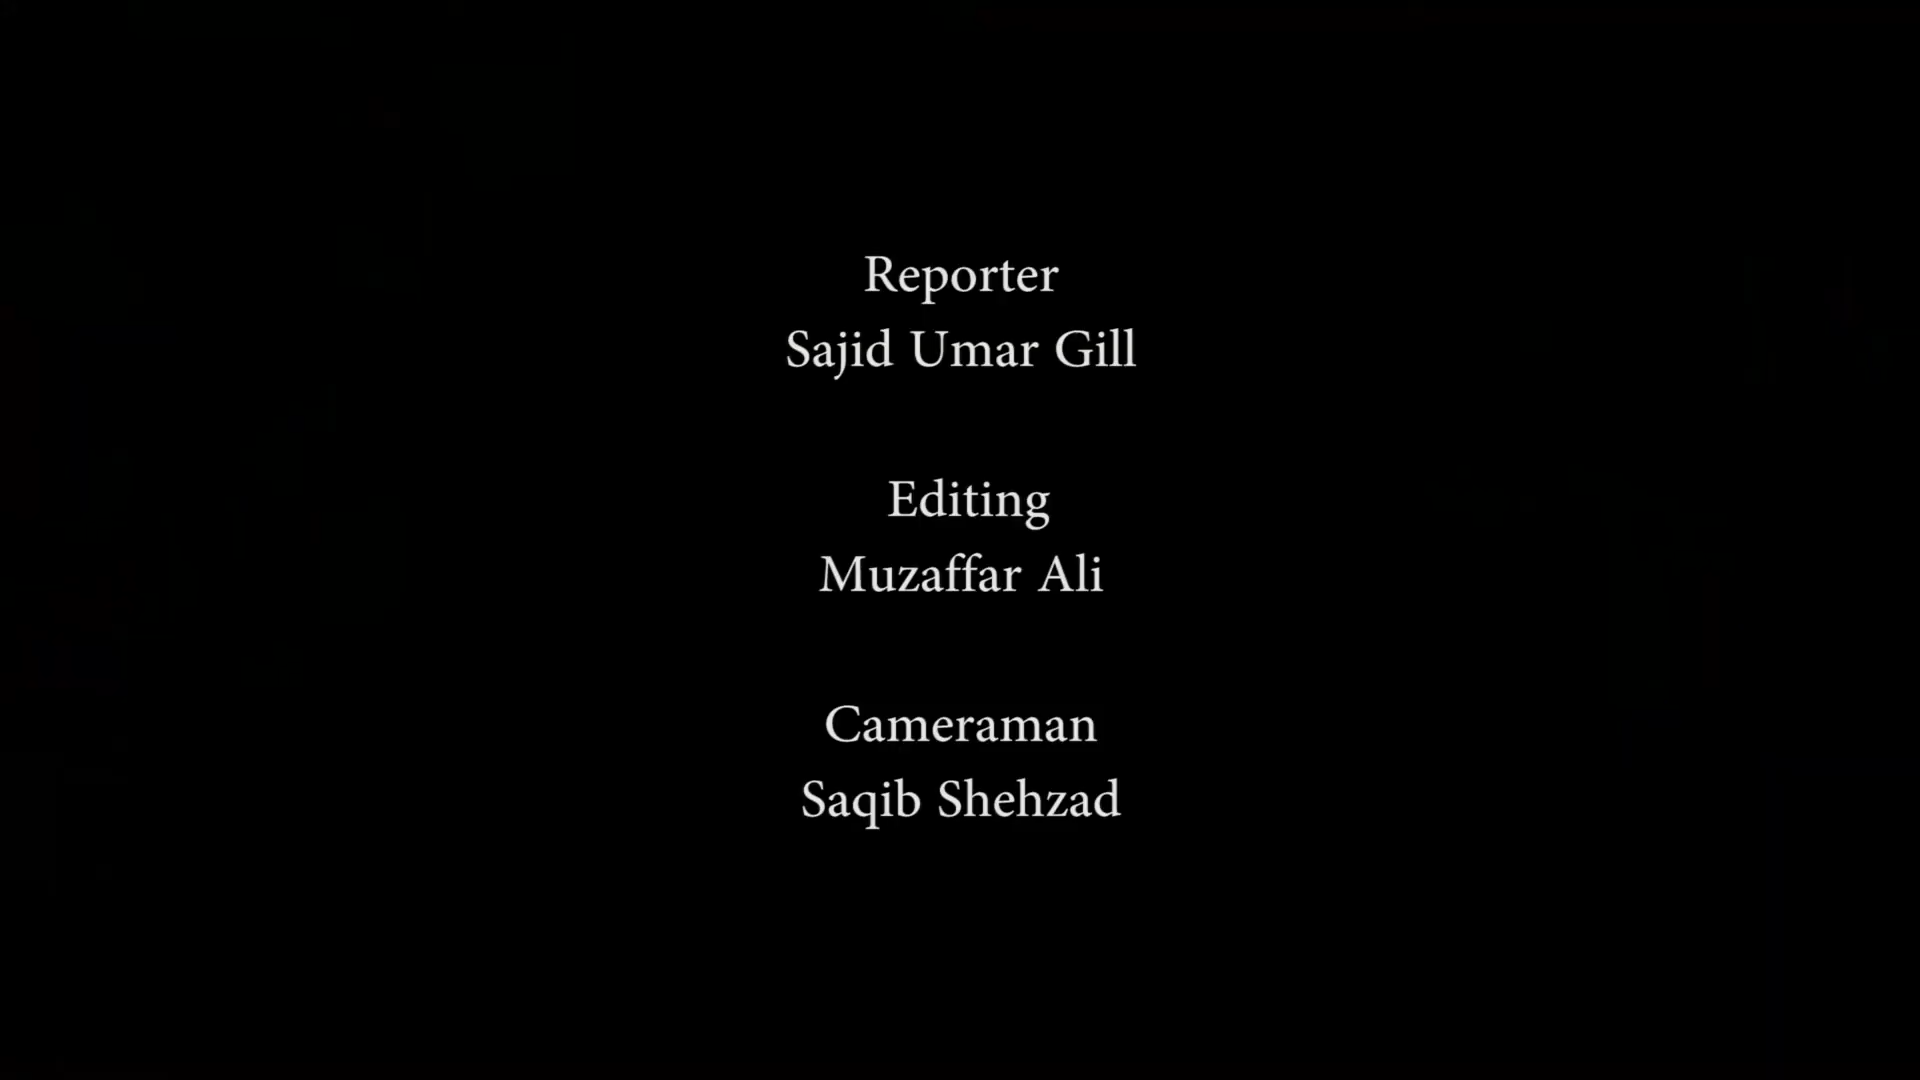 Reporter
Sajid Umar Gill
Editing
Muzaffar Ali
Cameraman
Saqib Shehzad